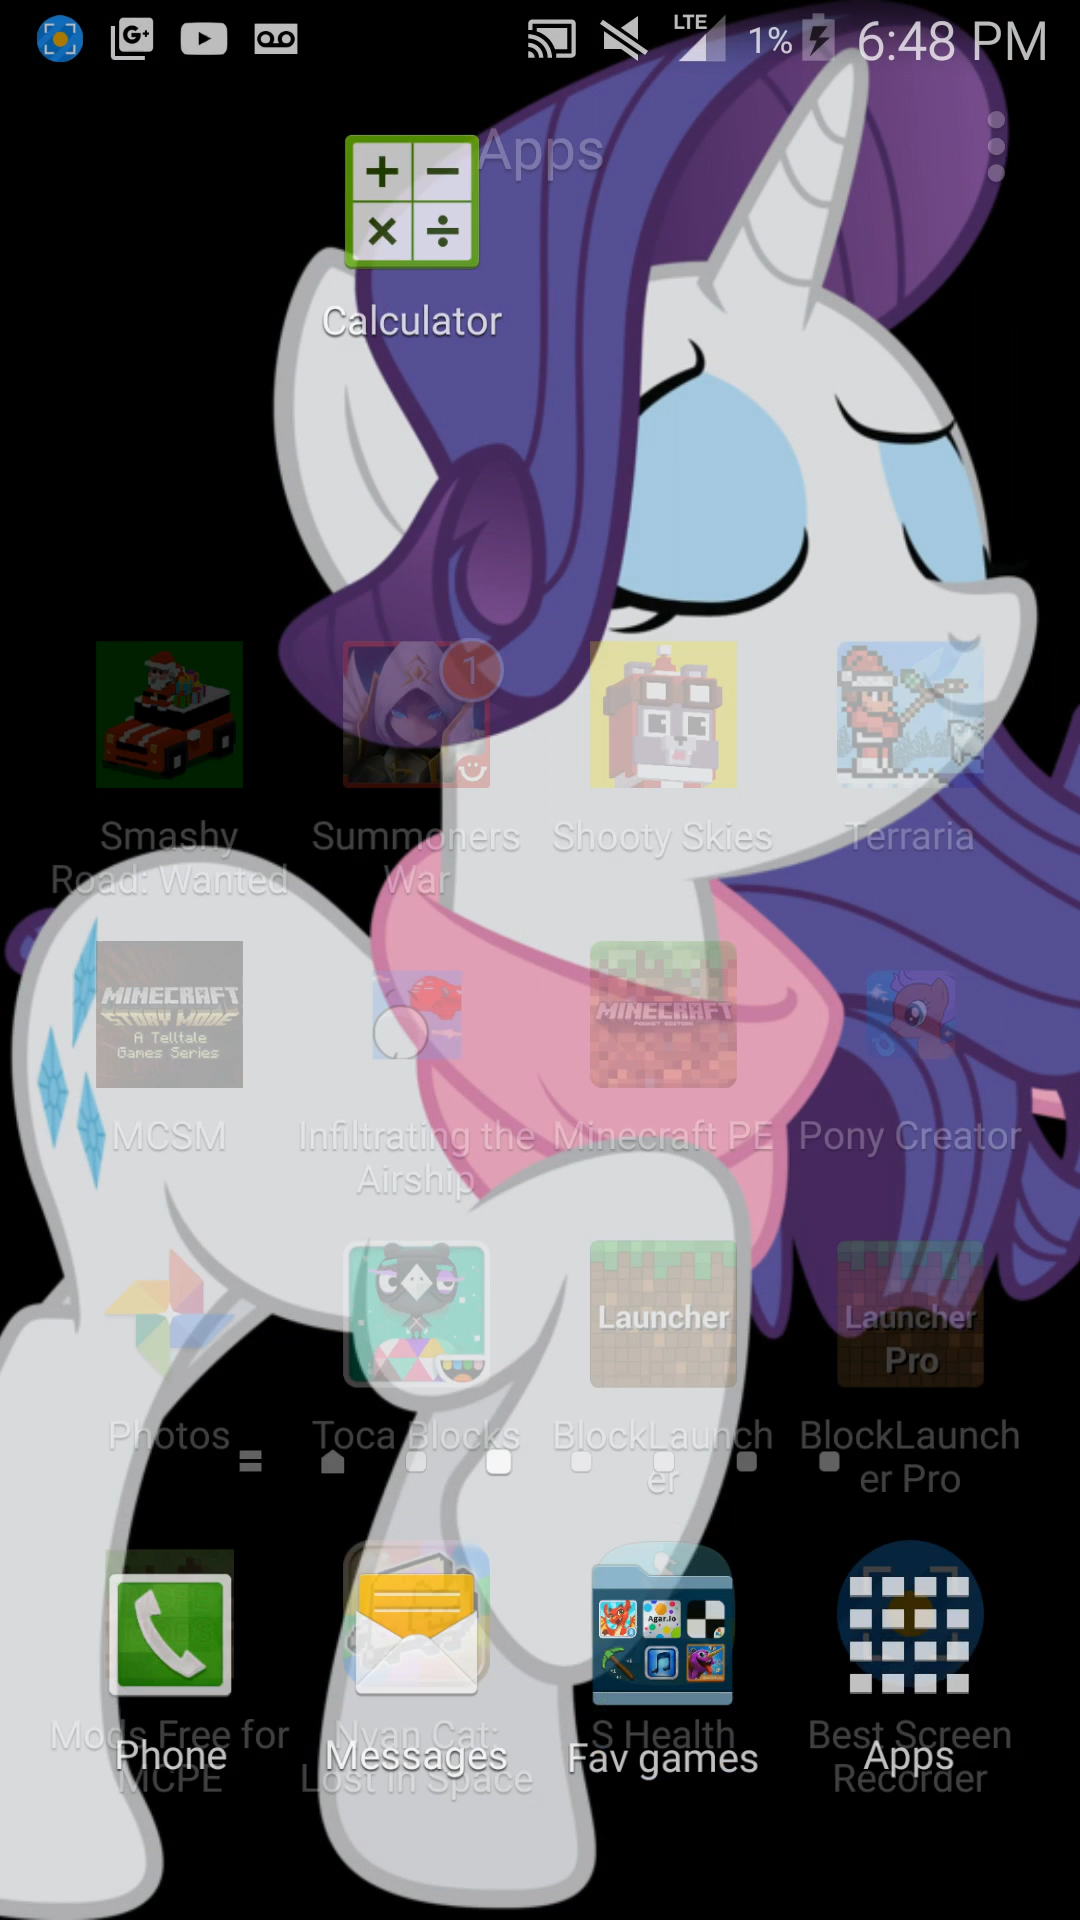 LTE
1%
6:48 PM
Apps
Calculator
1
Smashy
Road: Wanted
Summoners
War
Shooty Skies
Terraria
MINECRAFT
STORY MODE
A Telltale
Games Series
MINECRAFT
POCKET EDITION
MCSM
Infiltrating the
Airship
Minecraft PE
Pony Creator
Launcher
Launcher
Pro
Photos
Toca Blocks
BlockLaunch
er
BlockLaunch
er Pro
Agar.io
Mods Free for
MCPE
Nyan Cat:
Lost in Space
S Health
Best Screen
Recorder
Phone
Messages
Fav games
Apps